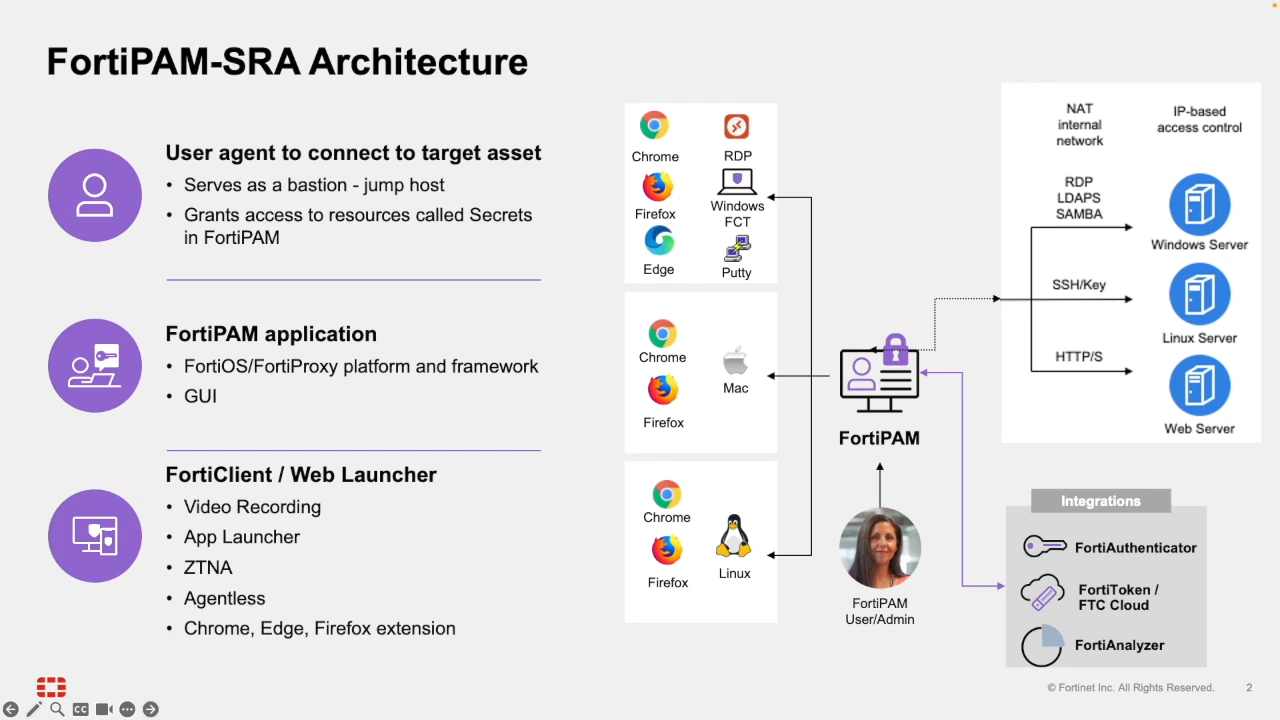 FortiPAM-SRA Architecture
User agent to connect to target asset
• Serves as a bastion - jump host
• Grants access to resources called Secrets
in FortiPAM
FortiPAM application
• FortiOS/FortiProxy platform and framework
• GUI
FortiClient / Web Launcher
• Video Recording
• App Launcher
• ZTNA
• Agentless
• Chrome, Edge, Firefox extension
Chrome
RDP
Firefox
Windows
FCT
Edge
Putty
Chrome
Mac
Firefox
Chrome
Firefox
Linux
FortiPAM
FortiPAM
User/Admin
NAT
internal
network
IP-based
access control
RDP
LDAPS
SAMBA
Windows Server
SSH/Key
Linux Server
HTTP/S
Web Server
Integrations
FortiAuthenticator
FortiToken /
FTC Cloud
FortiAnalyzer
© Fortinet Inc. All Rights Reserved.
2
CC